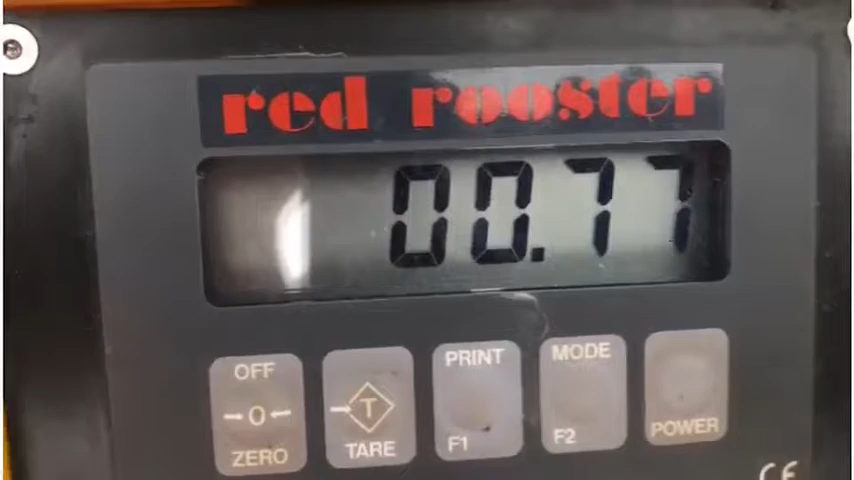 red rooster
00.77
OFF
→0←
ZERO
→T
TARE
PRINT
F1
MODE
F2
POWER
CE